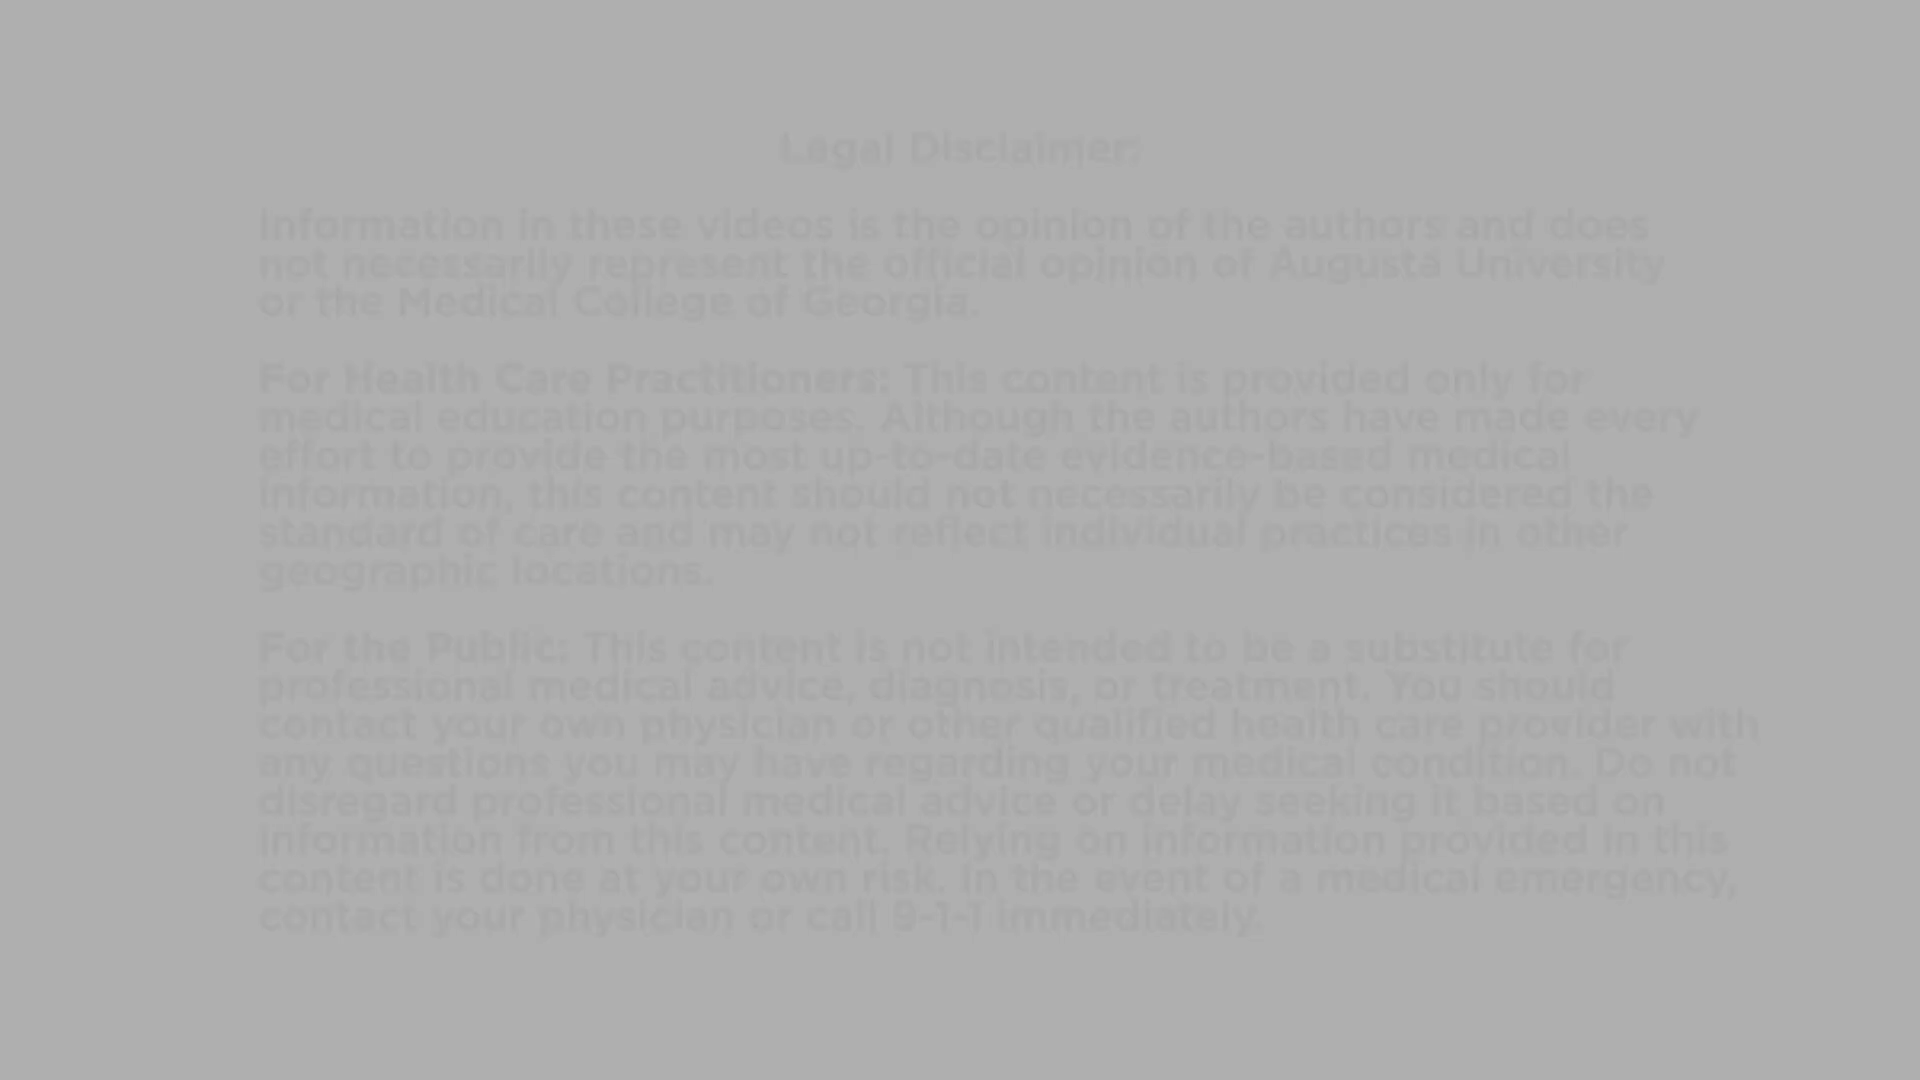 Legal Disclaimer:
Information in these videos is the opinion of the authors and does
not necessarily represent the official opinion of Augusta University
or the Medical College of Georgia.
For Health Care Practitioners: This content is provided only for
medical education purposes. Although the authors have made every
effort to provide the most up-to-date evidence-based medical
information, this content should not necessarily be considered the
standard of care and may not reflect individual practices in other
geographic locations.
For the Public: This content is not intended to be a substitute for
professional medical advice, diagnosis, or treatment. You should
contact your own physician or other qualified health care provider with
any questions you may have regarding your medical condition. Do not
disregard professional medical advice or delay seeking it based on
information from this content. Relying on information provided in this
content is done at your own risk. In the event of a medical emergency,
contact your physician or call 9-1-1 immediately.